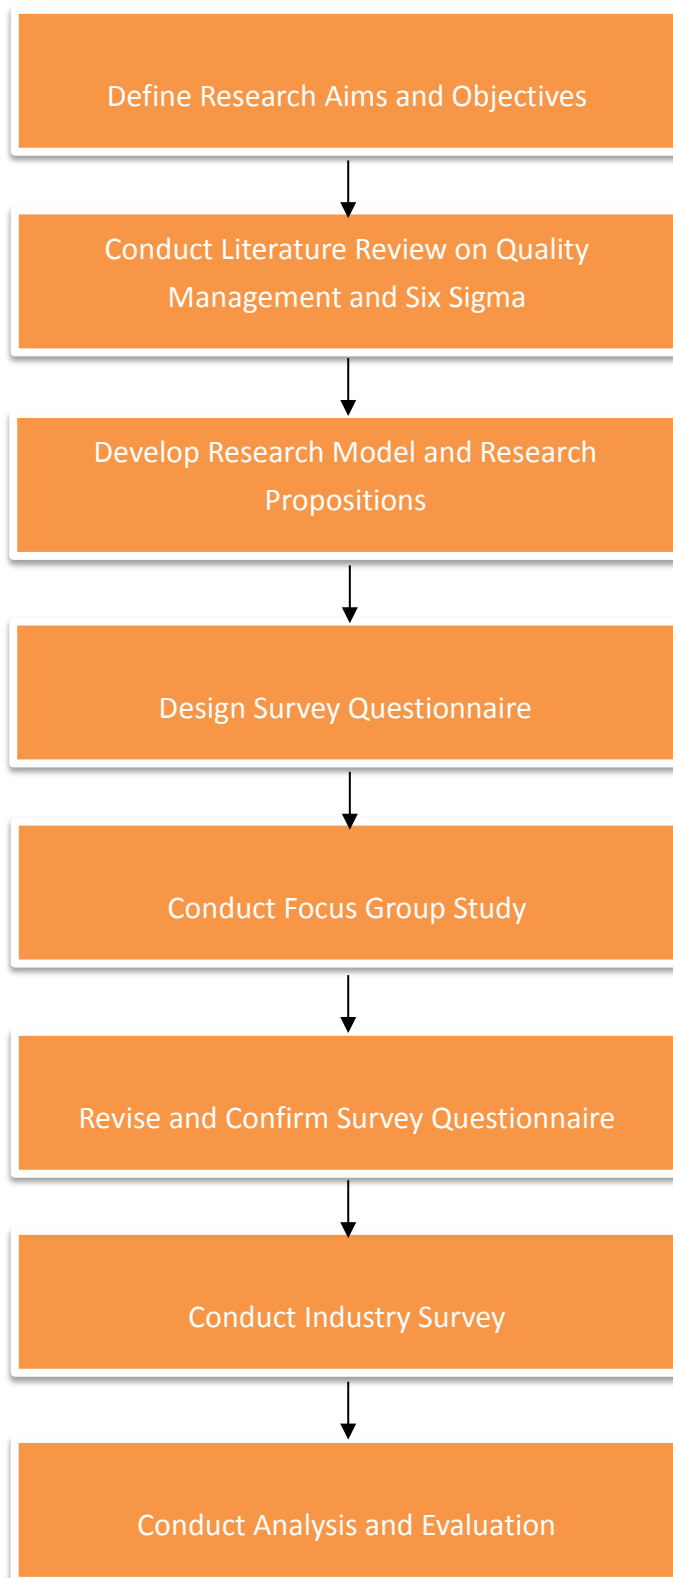 Define Research Aims and Objectives
Conduct Literature Review on Quality
Management and Six Sigma
Develop Research Model and Research
Propositions
Design Survey Questionnaire
Conduct Focus Group Study
Revise and Confirm Survey Questionnaire
Conduct Industry Survey
Conduct Analysis and Evaluation